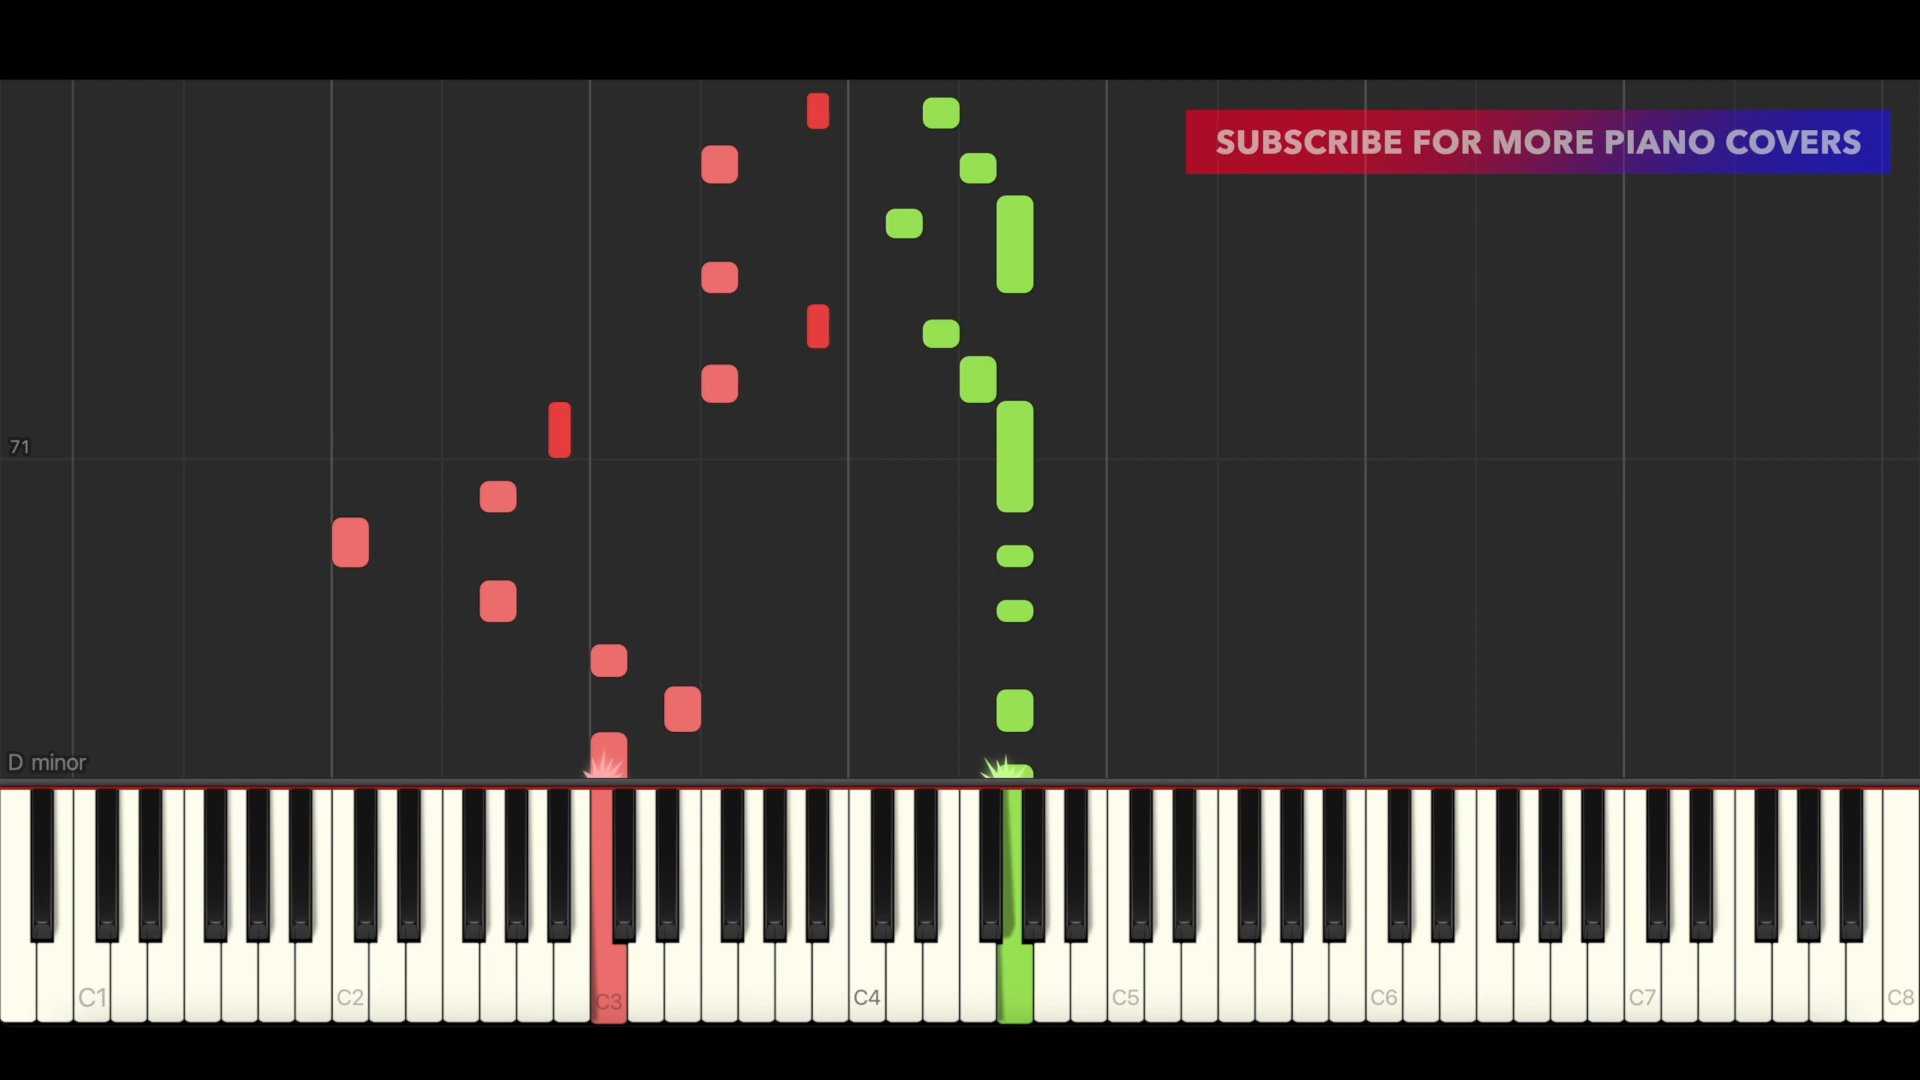 SUBSCRIBE FOR MORE PIANO COVERS
71
D minor
C1 C2 C3 C4 C5 C6 C7 C8